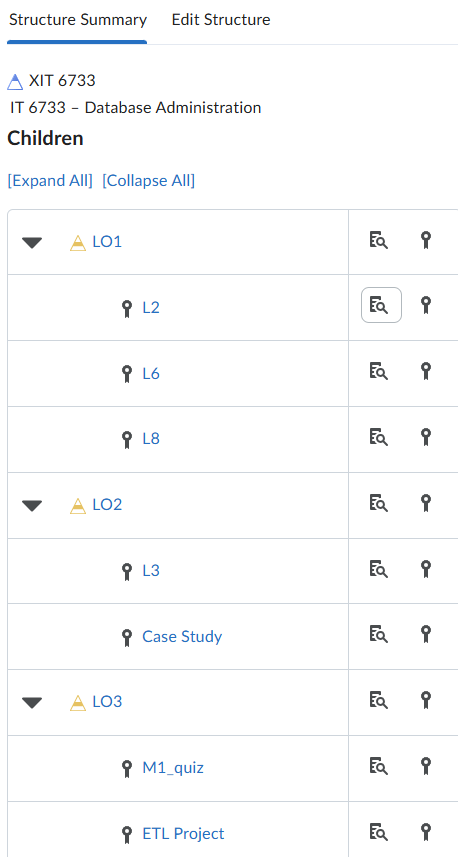 Structure Summary Edit Structure
XIT 6733
IT 6733 – Database Administration
Children
[Expand All] [Collapse All]
LO1
L2
L6
L8
LO2
L3
Case Study
LO3
M1_quiz
ETL Project